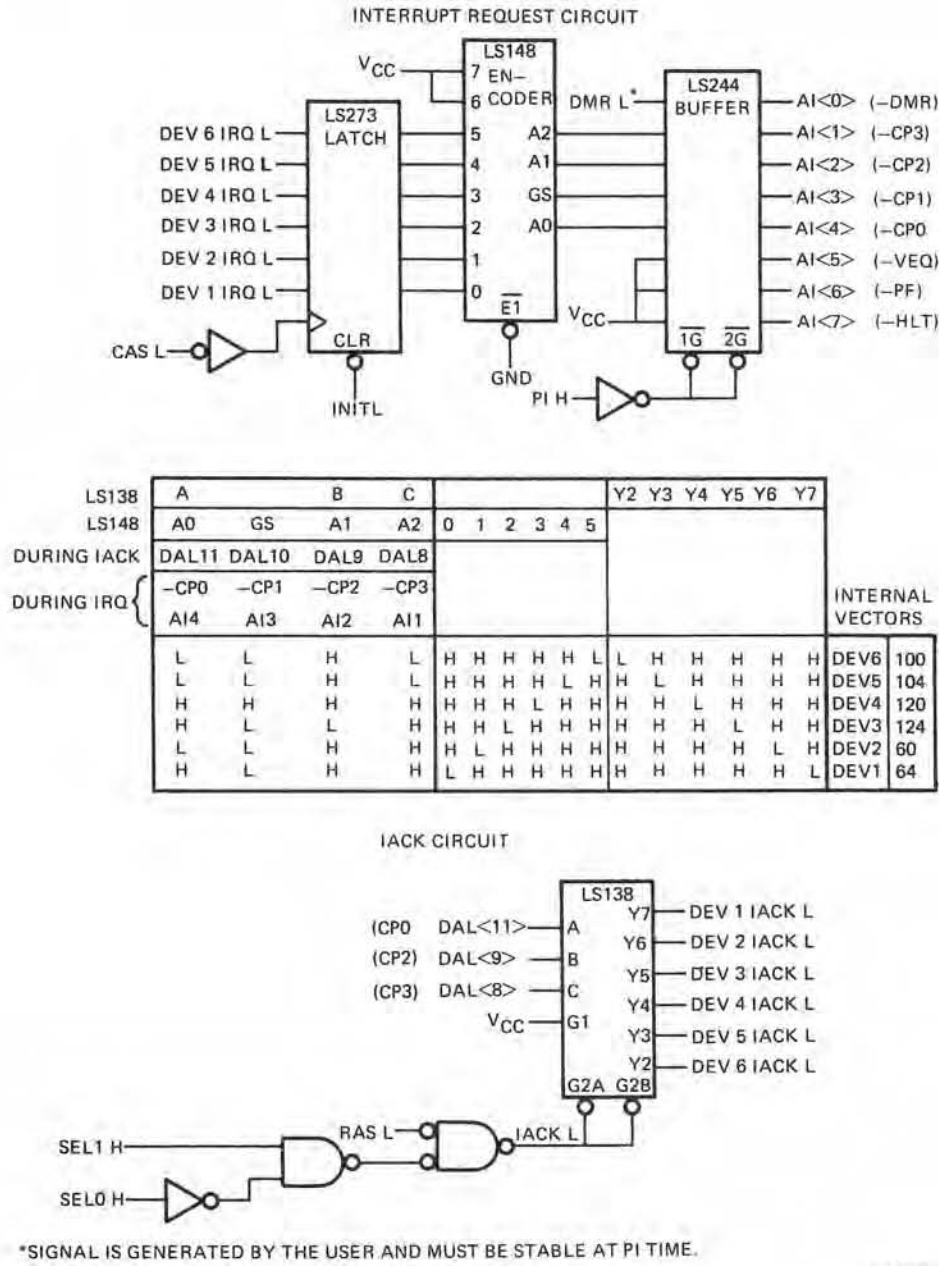 INTERRUPT REQUEST CIRCUIT
LS148
VCC
7 EN-
6 CODER
DMR L*
LS244
BUFFER
AI<0> (–DMR)
LS273
LATCH
DEV 6 IRQ L
5
A2
AI<1> (–CP3)
DEV 5 IRQ L
4
A1
AI<2> (–CP2)
DEV 4 IRQ L
3
GS
AI<3> (–CP1)
DEV 3 IRQ L
2
A0
AI<4> (–CP0
DEV 2 IRQ L
1
AI<5> (–VEQ)
DEV 1 IRQ L
0
AI<6> (–PF)
E1
VCC
AI<7> (–HLT)
1G 2G
CAS L
CLR
GND
INITL
PI H
LS138 A B C Y2 Y3 Y4 Y5 Y6 Y7
LS148 A0 GS A1 A2 0 1 2 3 4 5
DURING IACK DAL11 DAL10 DAL9 DAL8
DURING IRQ { –CP0 –CP1 –CP2 –CP3
AI4 AI3 AI2 AI1
INTERNAL
VECTORS
L L H L H H H H H L L H H H H H DEV6 100
L L H L H H H H L H H L H H H H DEV5 104
H H H H H H H L H H H H L H H H DEV4 120
H L L H H H L H H H H H H L H H DEV3 124
L L H H H L H H H H H H H H L H DEV2 60
H L H H L H H H H H H H H H H L DEV1 64
IACK CIRCUIT
LS138
(CP0 DAL<11> A Y7 DEV 1 IACK L
Y6 DEV 2 IACK L
(CP2) DAL<9> B
Y5 DEV 3 IACK L
(CP3) DAL<8> C
Y4 DEV 4 IACK L
VCC G1
Y3 DEV 5 IACK L
Y2 DEV 6 IACK L
G2A G2B
RAS L
IACK L
SEL1 H
SEL0 H
*SIGNAL IS GENERATED BY THE USER AND MUST BE STABLE AT PI TIME.